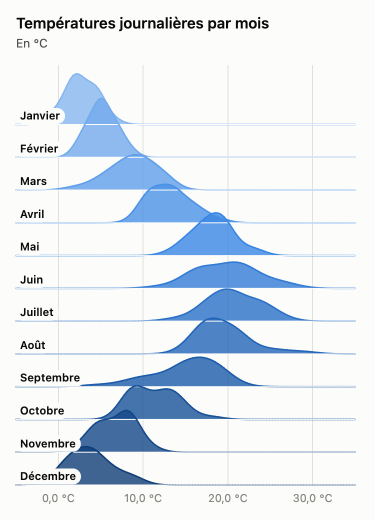 Températures journalières par mois
En °C
Janvier
Février
Mars
Avril
Mai
Juin
Juillet
Août
Septembre
Octobre
Novembre
Décembre
0,0 °C 10,0 °C 20,0 °C 30,0 °C